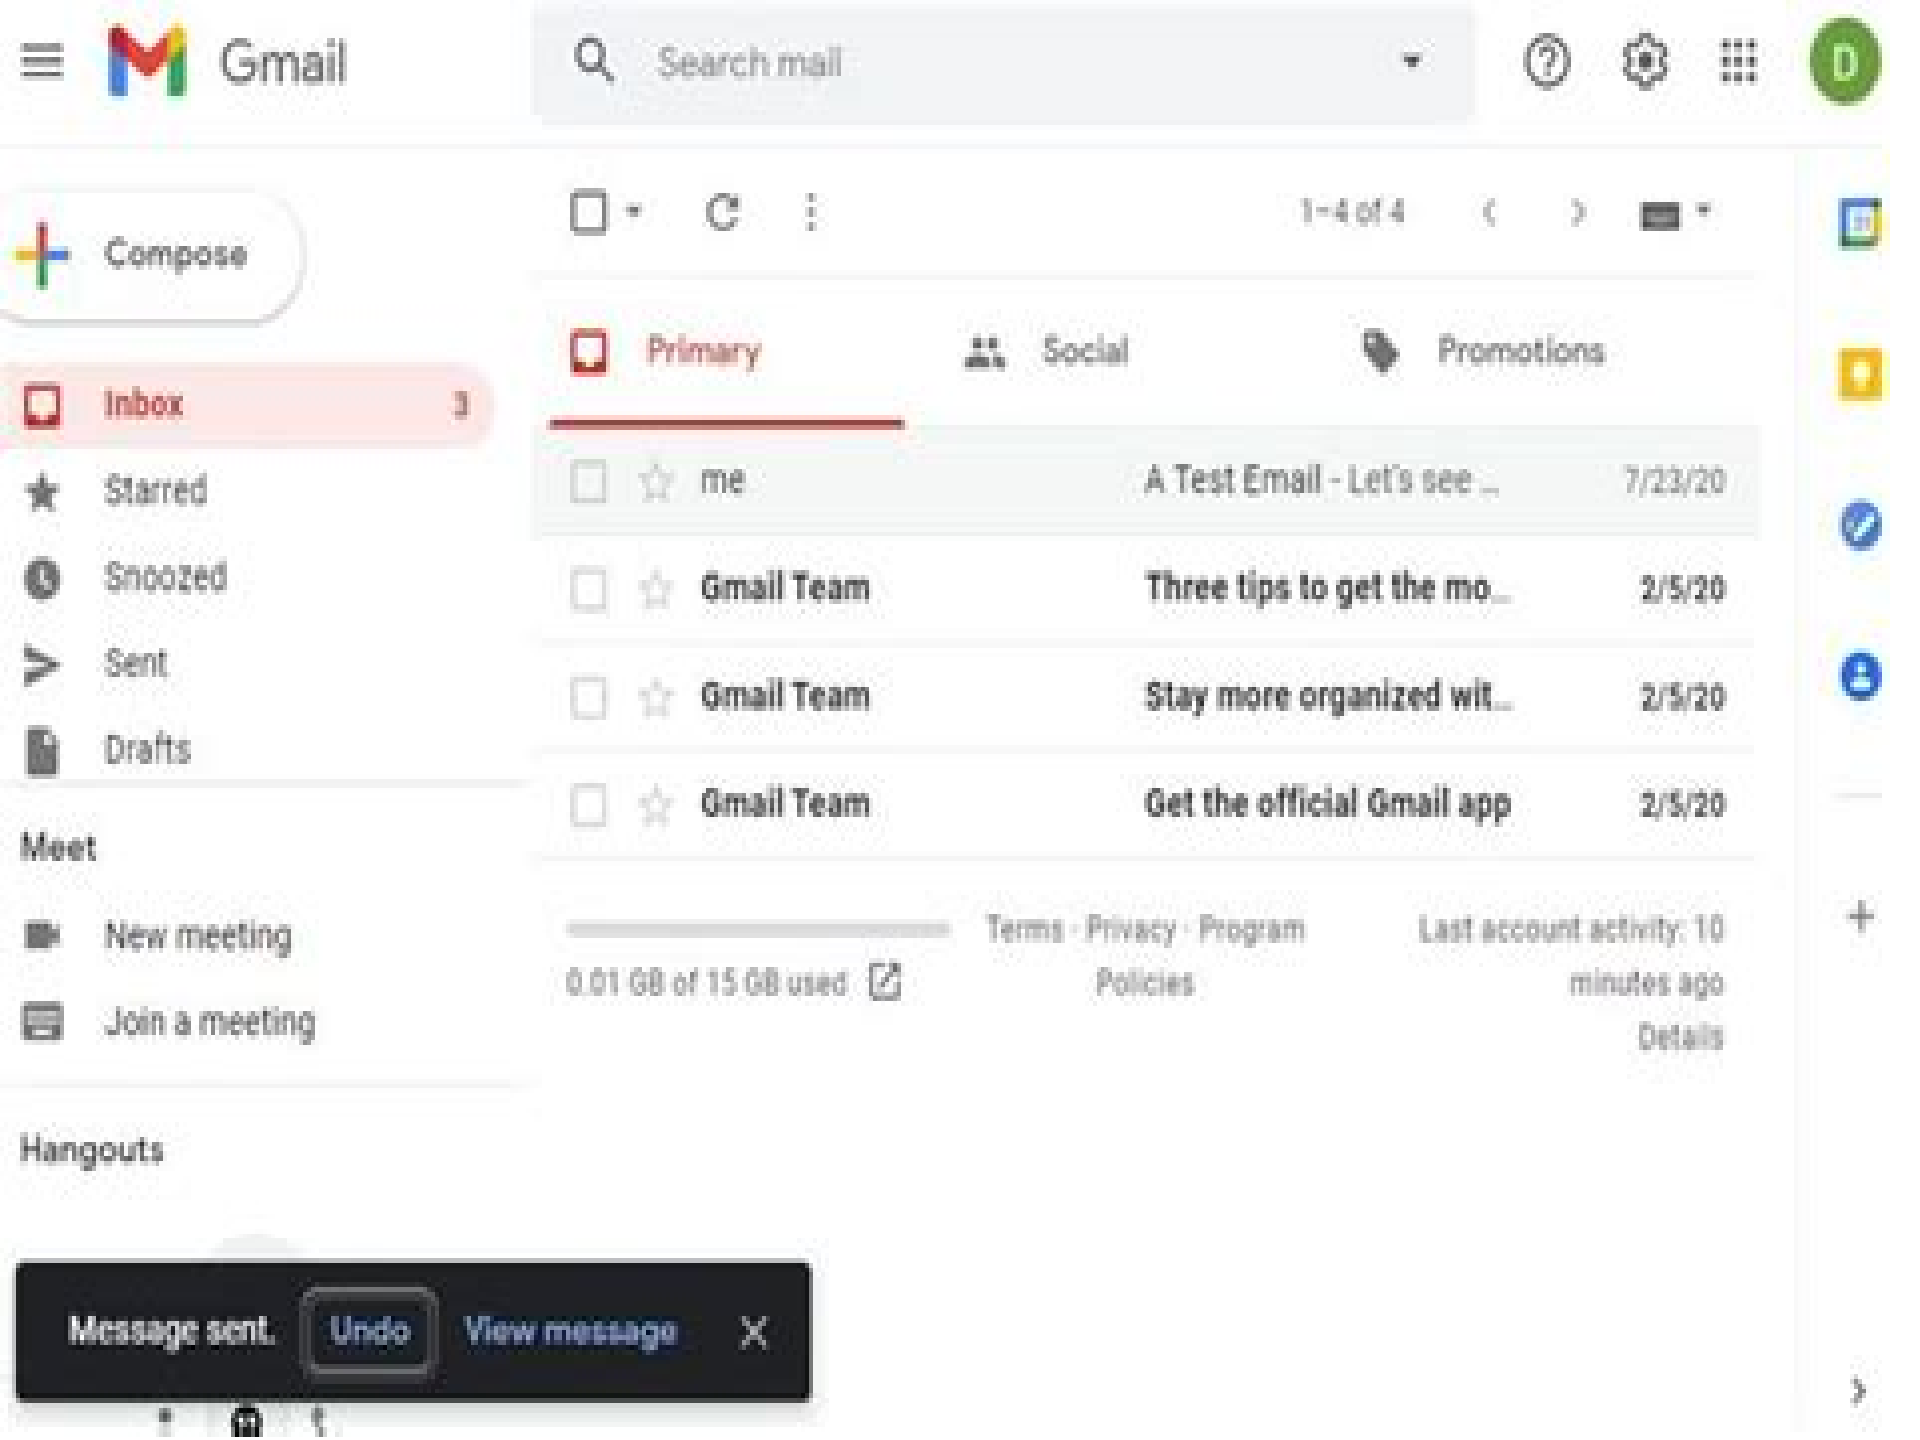 Gmail
Search mail
D
Compose
1–4 of 4
Primary
Social
Promotions
Inbox 3
Starred
Snoozed
Sent
Drafts
me A Test Email - Let's see ... 7/23/20
Gmail Team Three tips to get the mo... 2/5/20
Gmail Team Stay more organized wit... 2/5/20
Gmail Team Get the official Gmail app 2/5/20
Meet
New meeting
Join a meeting
Hangouts
0.01 GB of 15 GB used
Terms · Privacy · Program
Policies
Last account activity: 10
minutes ago
Details
Message sent. Undo View message X